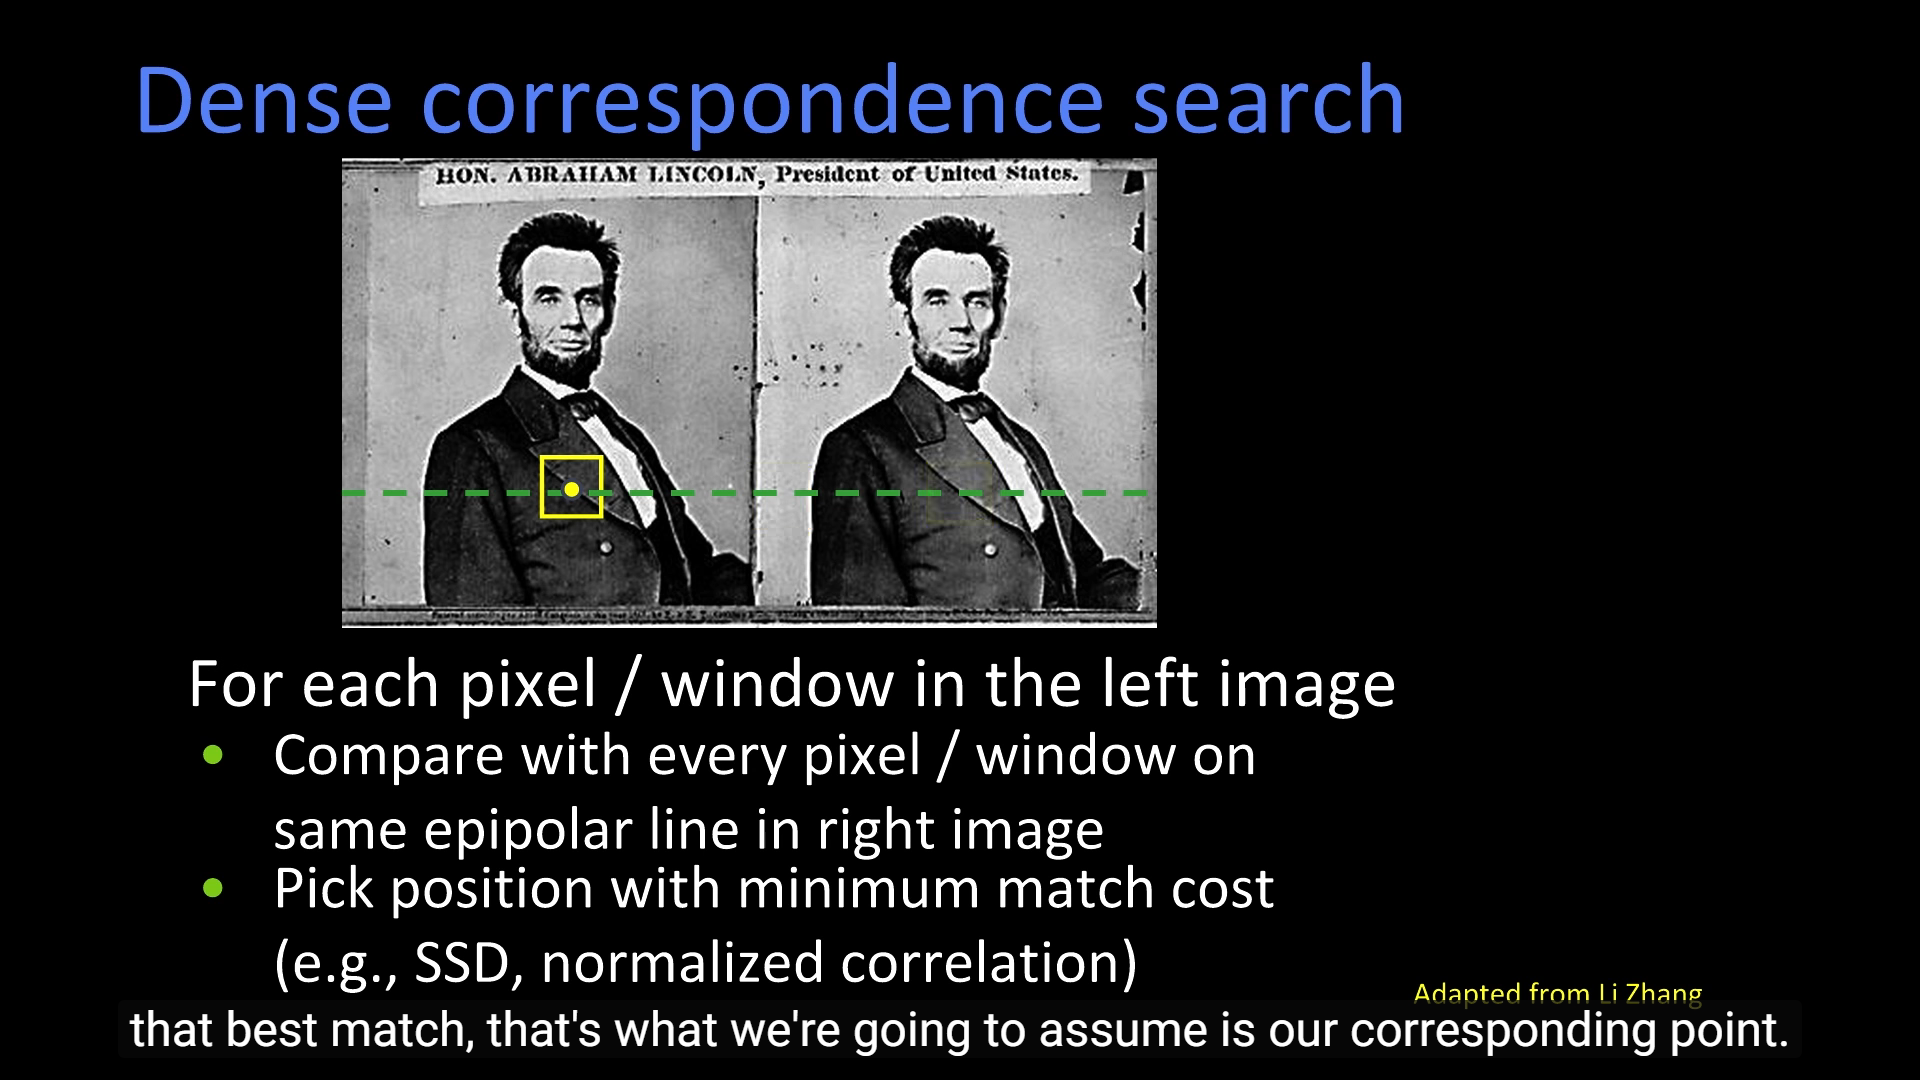 Dense correspondence search
HON. ABRAHAM LINCOLN, President of United States.
For each pixel / window in the left image
• Compare with every pixel / window on
same epipolar line in right image
• Pick position with minimum match cost
(e.g., SSD, normalized correlation)
Adapted from Li Zhang
that best match, that's what we're going to assume is our corresponding point.